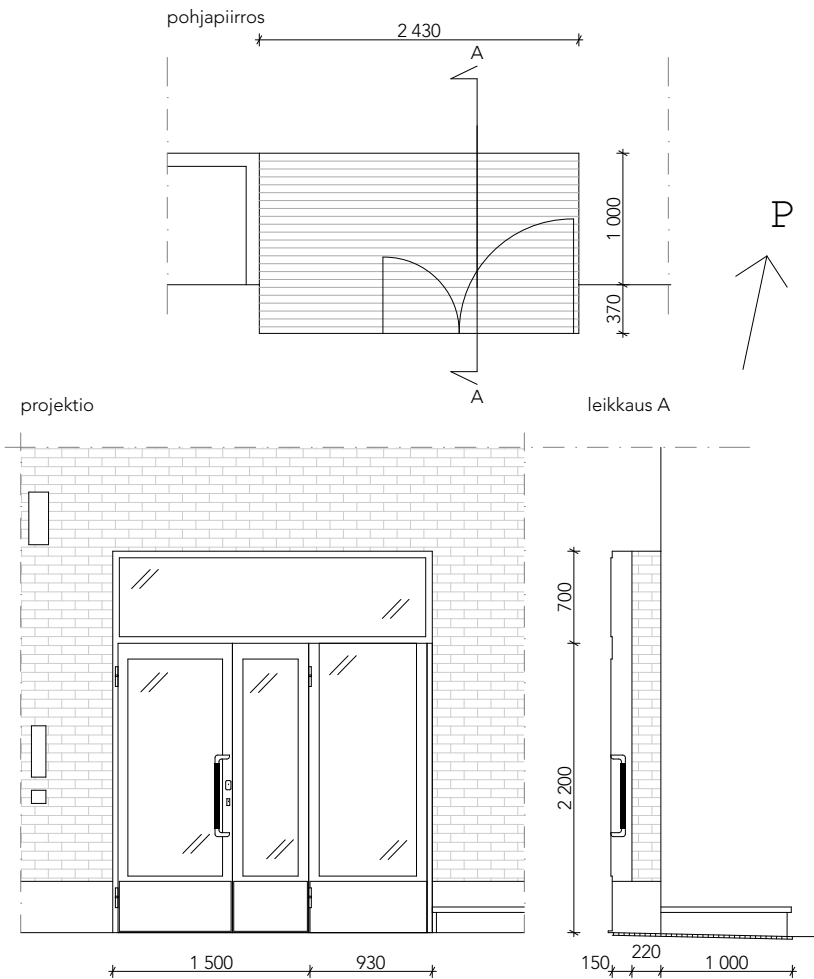 pohjapiirros
2 430
A
1 000
P
370
A
projektio
leikkaus A
700
2 200
1 500
930
150
220
1 000